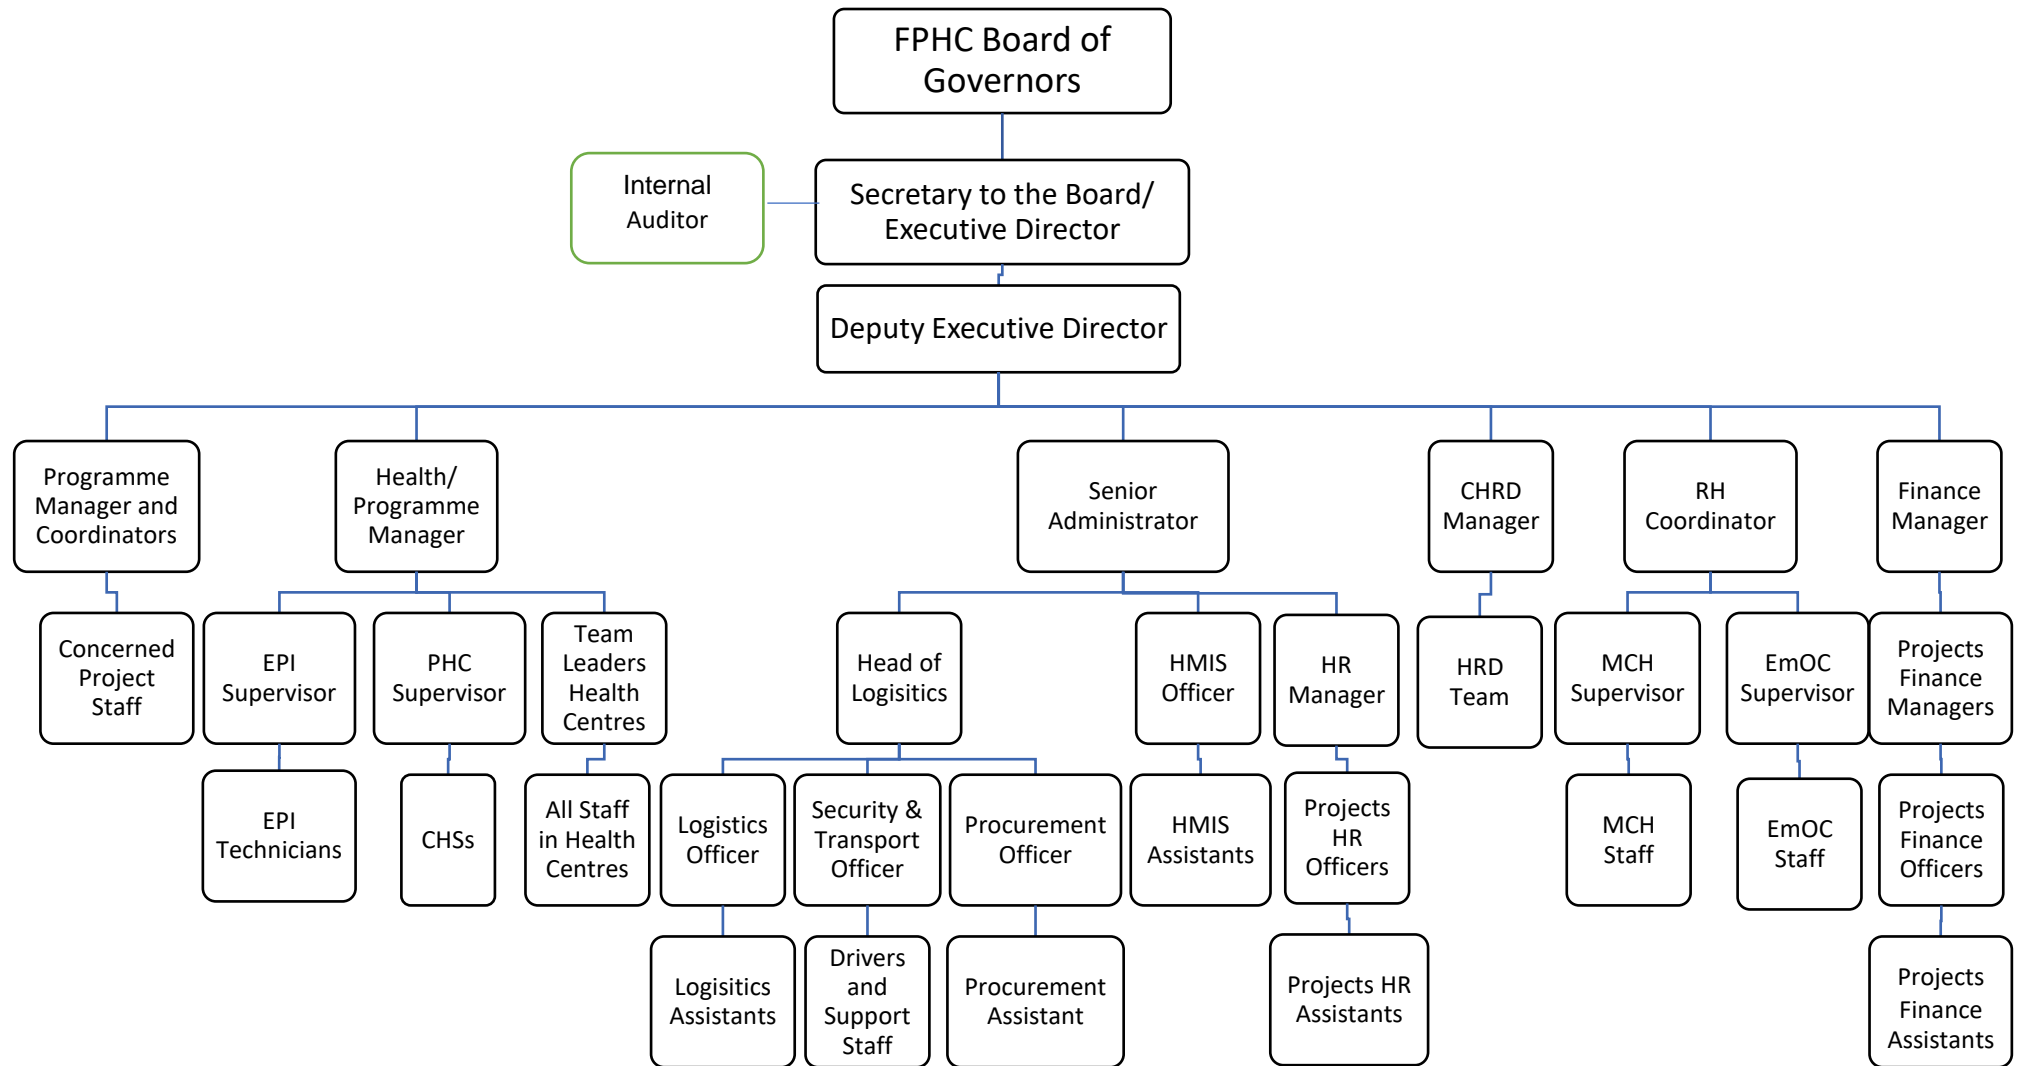 FPHC Board of
Governors
Internal
Auditor
Secretary to the Board/
Executive Director
Deputy Executive Director
Programme
Manager and
Coordinators
Health/
Programme
Manager
Senior
Administrator
CHRD
Manager
RH
Coordinator
Finance
Manager
Concerned
Project
Staff
EPI
Supervisor
PHC
Supervisor
Team
Leaders
Health
Centres
Head of
Logisitics
HMIS
Officer
HR
Manager
HRD
Team
MCH
Supervisor
EmOC
Supervisor
Projects
Finance
Managers
EPI
Technicians
CHSs
All Staff
in Health
Centres
Logistics
Officer
Security &
Transport
Officer
Procurement
Officer
HMIS
Assistants
Projects
HR
Officers
MCH
Staff
EmOC
Staff
Projects
Finance
Officers
Logisitics
Assistants
Drivers
and
Support
Staff
Procurement
Assistant
Projects HR
Assistants
Projects
Finance
Assistants